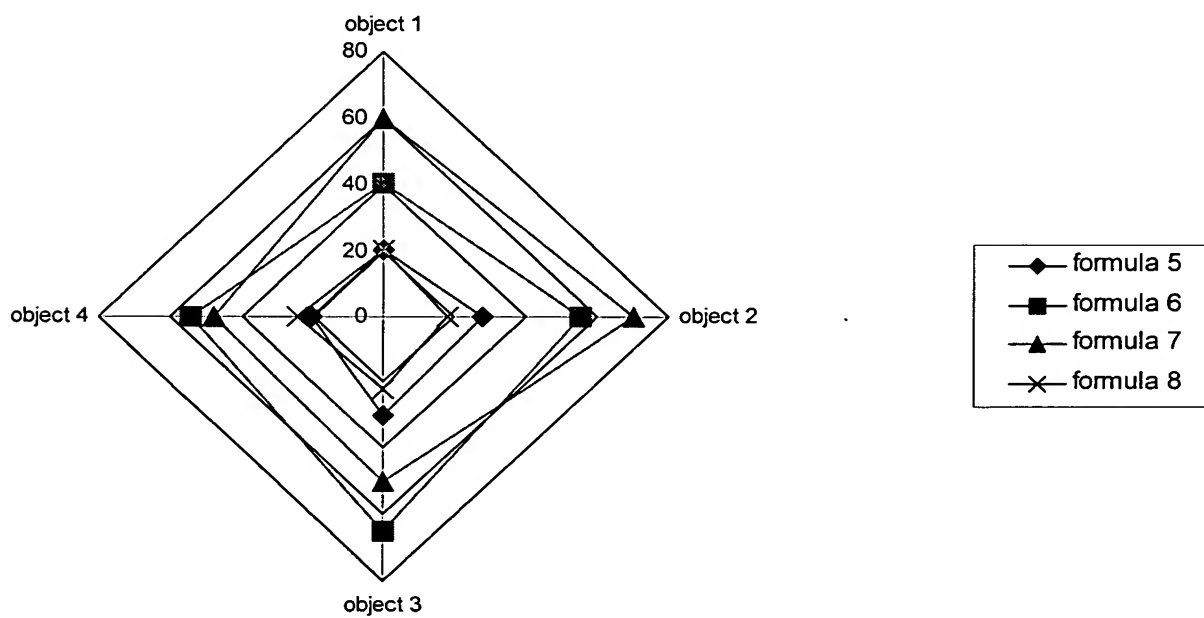 object 1
80
60
40
20
0
object 4
object 2
object 3
formula 5
formula 6
formula 7
formula 8